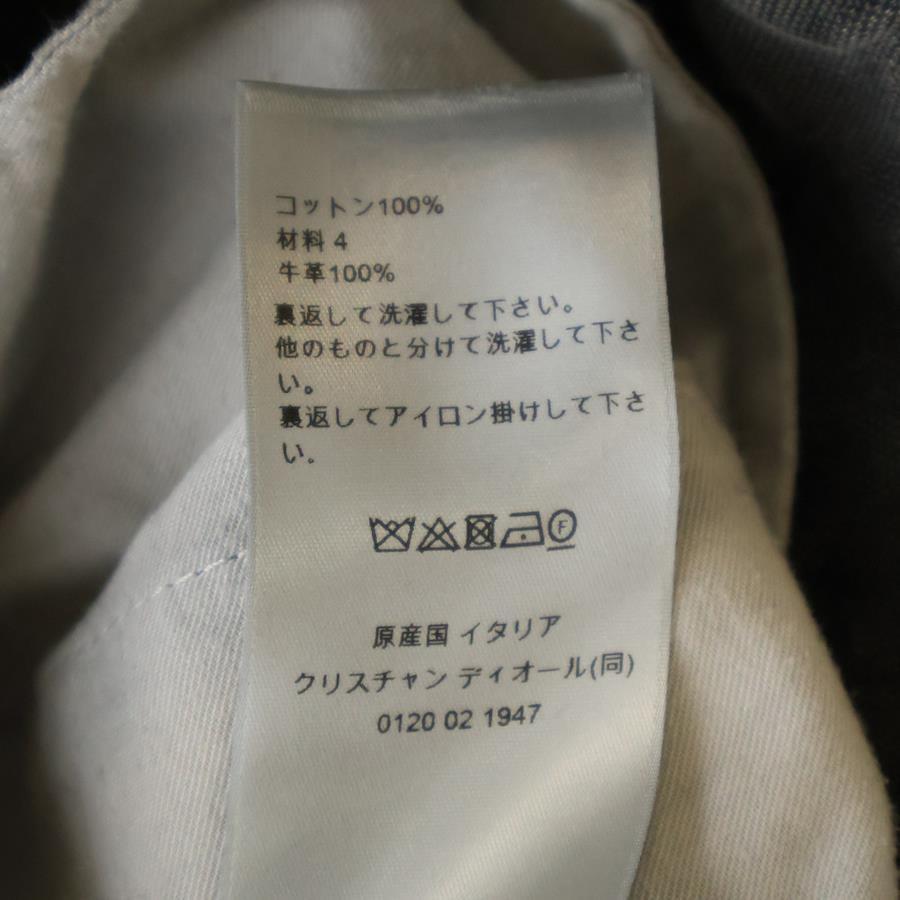 コットン100%
材料 4
牛革100%
裏返して洗濯して下さい。
他のものと分けて洗濯して下さ
い。
裏返してアイロン掛けして下さ
い.
F
原産国 イタリア
クリスチャン ディオール(同)
0120 02 1947